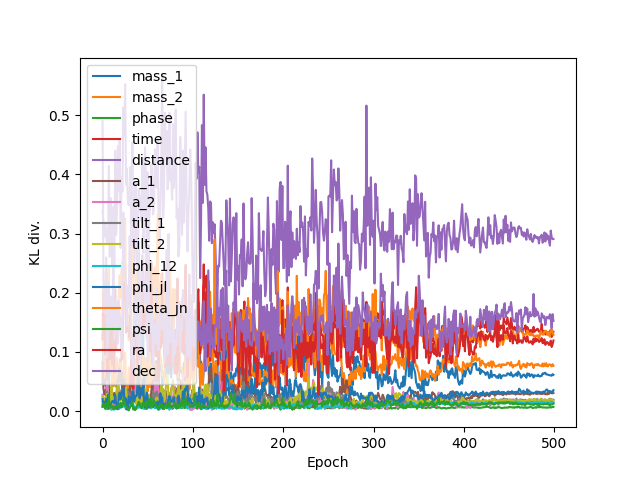 0.5
0.4
0.3
0.2
0.1
0.0
KL div.
mass_1
mass_2
phase
time
distance
a_1
a_2
tilt_1
tilt_2
phi_12
phi_jl
theta_jn
psi
ra
dec
0 100 200 300 400 500
Epoch